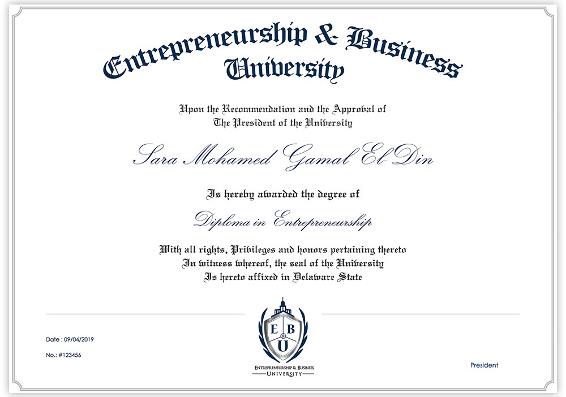 Entrepreneurship & Business
University
Upon the Recommendation and the Approval of
The President of the University
Sara Mohamed Gamal El-Din
Is hereby awarded the degree of
Diploma in Entrepreneurship
With all rights, Privileges and honors pertaining thereto
In witness whereof, the seal of the University
Is hereto affixed in Delaware State
Date : 09/04/2019
No.: #123456
E B
U
ENTREPRENEURSHIP & BUSINESS
UNIVERSITY
President